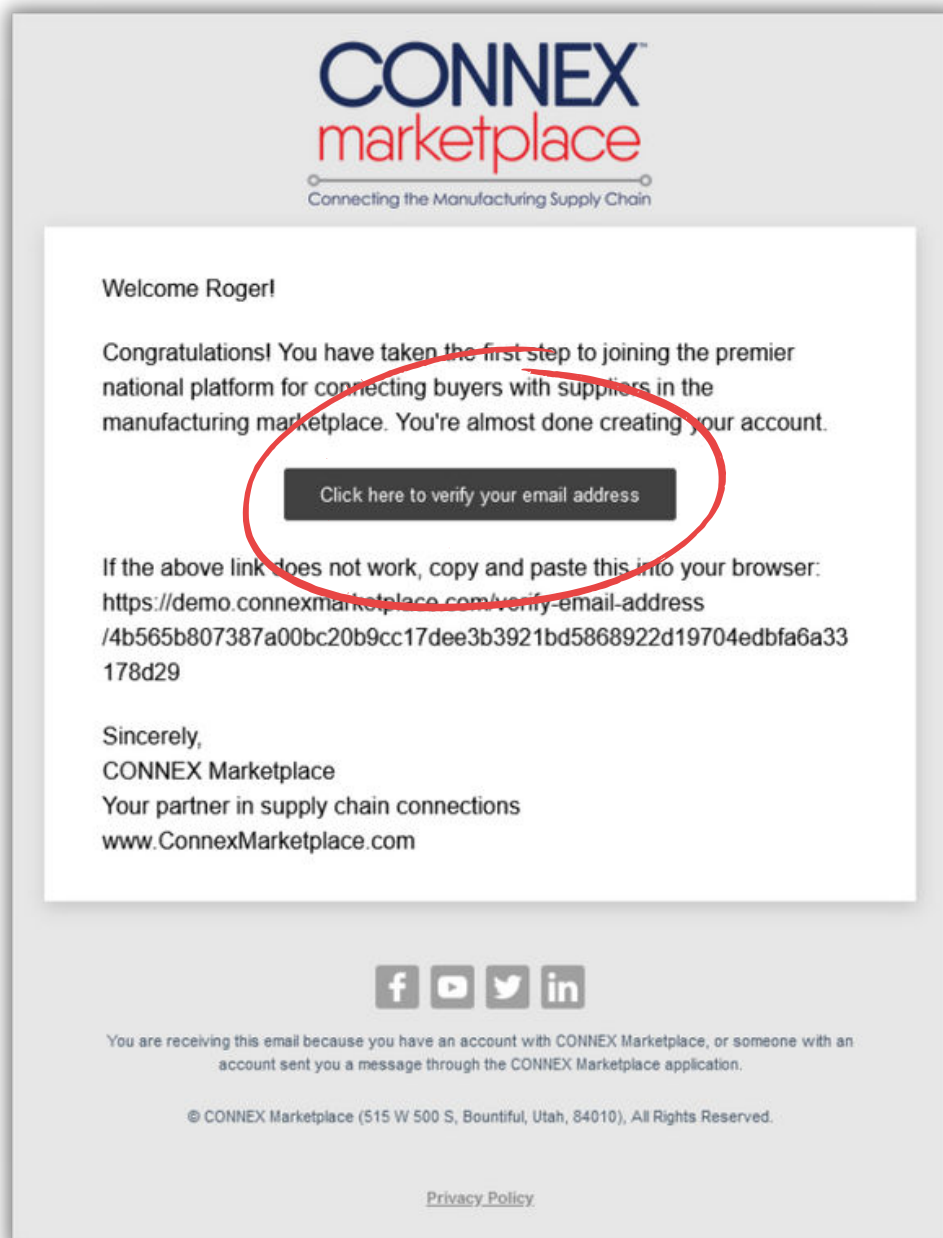 CONNEX™
marketplace
Connecting the Manufacturing Supply Chain
Welcome Roger!
Congratulations! You have taken the first step to joining the premier
national platform for connecting buyers with suppliers in the
manufacturing marketplace. You're almost done creating your account.
Click here to verify your email address
If the above link does not work, copy and paste this into your browser:
https://demo.connexmarketplace.com/verify-email-address
/4b565b807387a00bc20b9cc17dee3b3921bd5868922d19704edbfa6a33
178d29
Sincerely,
CONNEX Marketplace
Your partner in supply chain connections
www.ConnexMarketplace.com
f
in
You are receiving this email because you have an account with CONNEX Marketplace, or someone with an
account sent you a message through the CONNEX Marketplace application.
© CONNEX Marketplace (515 W 500 S, Bountiful, Utah, 84010), All Rights Reserved.
Privacy Policy